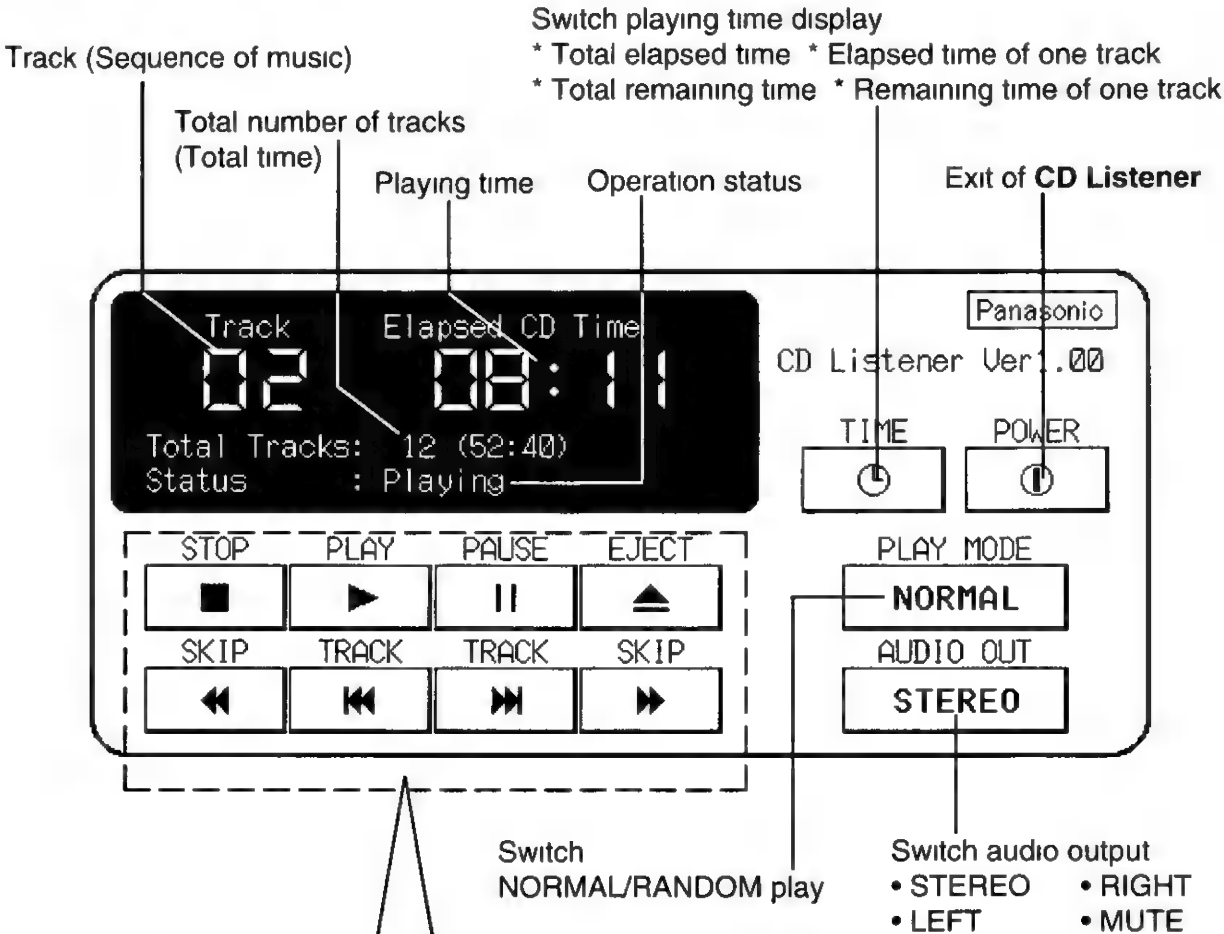 Switch playing time display
* Total elapsed time * Elapsed time of one track
* Total remaining time * Remaining time of one track
Track (Sequence of music)
Total number of tracks
(Total time)
Playing time
Operation status
Exit of CD Listener
Track
Elapsed CD Time
02
08:11
Total Tracks: 12 (52:40)
Status : Playing
Panasonic
CD Listener Ver1.00
TIME
POWER
STOP
PLAY
PAUSE
EJECT
PLAY MODE
NORMAL
SKIP
TRACK
TRACK
SKIP
AUDIO OUT
STEREO
Switch
NORMAL/RANDOM play
Switch audio output
• STEREO • RIGHT
• LEFT • MUTE